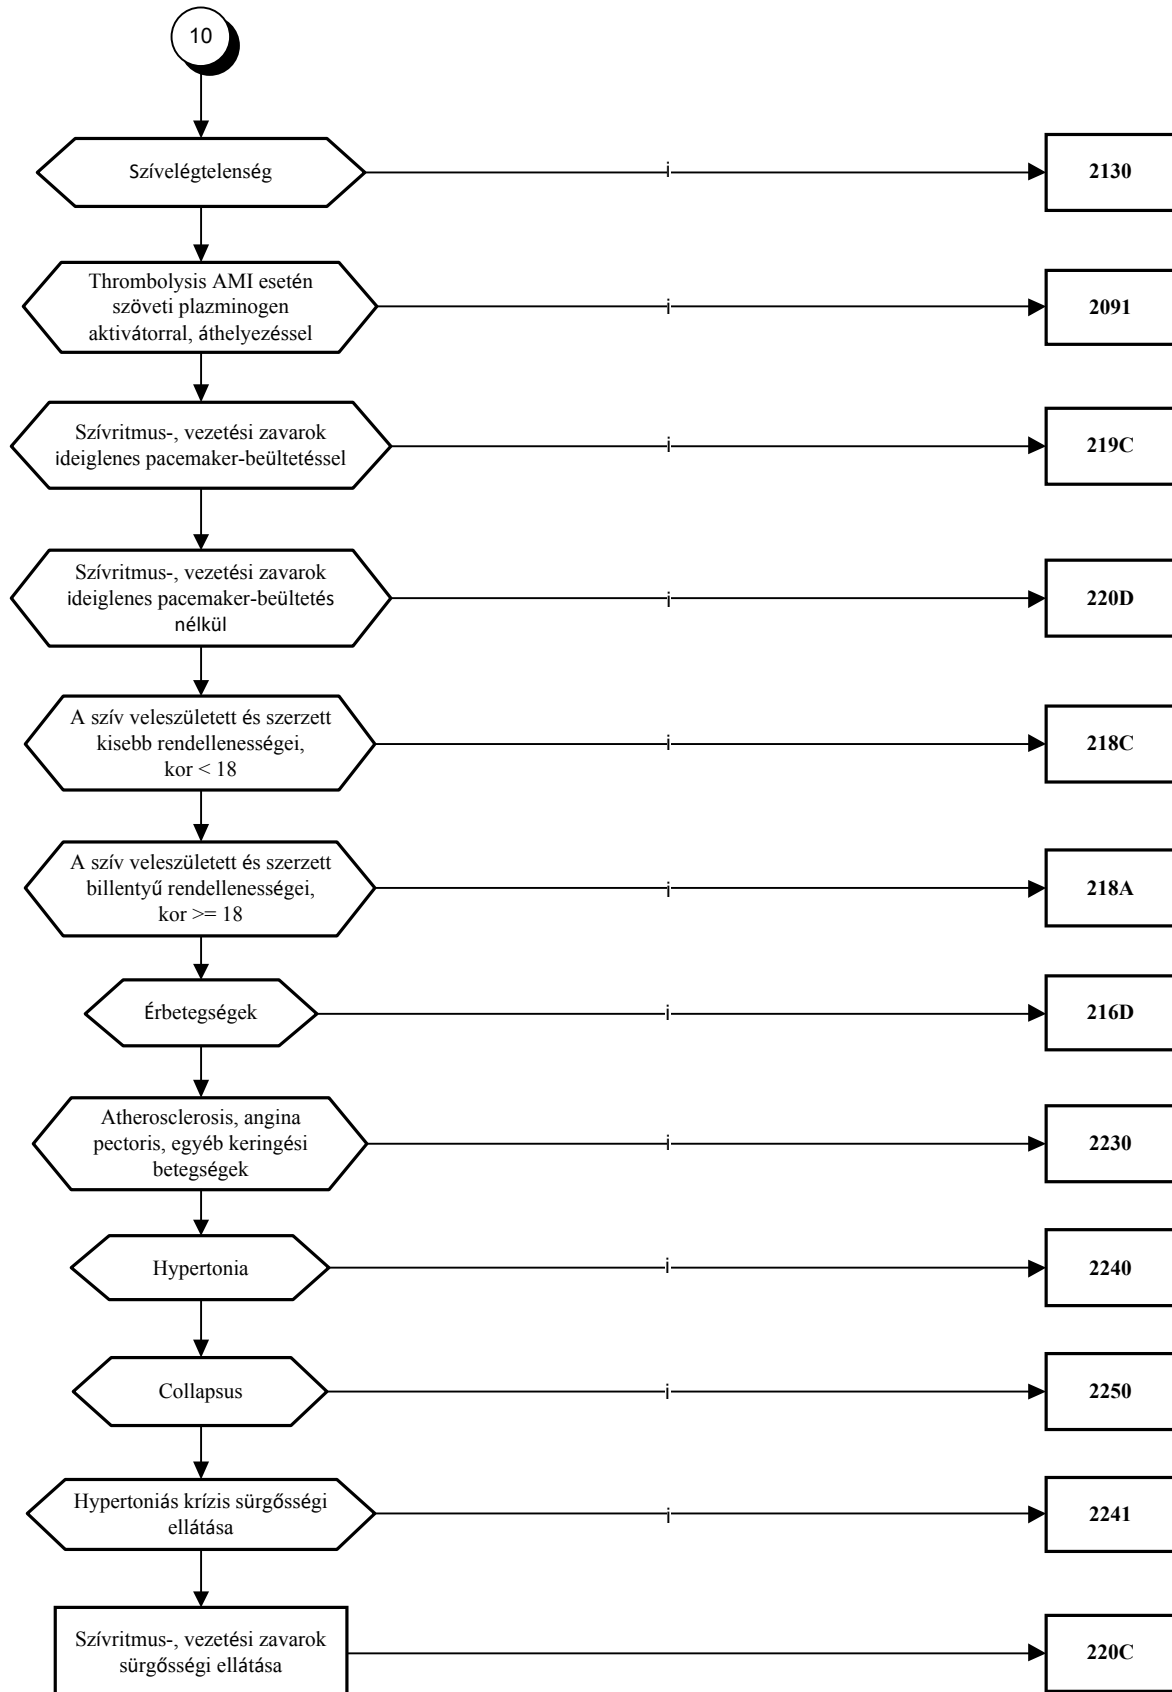 10
Szívelégtelenség
i
2130
Thrombolysis AMI esetén
szöveti plazminogen
aktivátorral, áthelyezéssel
i
2091
Szívritmus-, vezetési zavarok
ideiglenes pacemaker-beültetéssel
i
219C
Szívritmus-, vezetési zavarok
ideiglenes pacemaker-beültetés
nélkül
i
220D
A szív veleszületett és szerzett
kisebb rendellenességei,
kor < 18
i
218C
A szív veleszületett és szerzett
billentyű rendellenességei,
kor >= 18
i
218A
Érbetegségek
i
216D
Atherosclerosis, angina
pectoris, egyéb keringési
betegségek
i
2230
Hypertonia
i
2240
Collapsus
i
2250
Hypertoniás krízis sürgősségi
ellátása
i
2241
Szívritmus-, vezetési zavarok
sürgősségi ellátása
220C